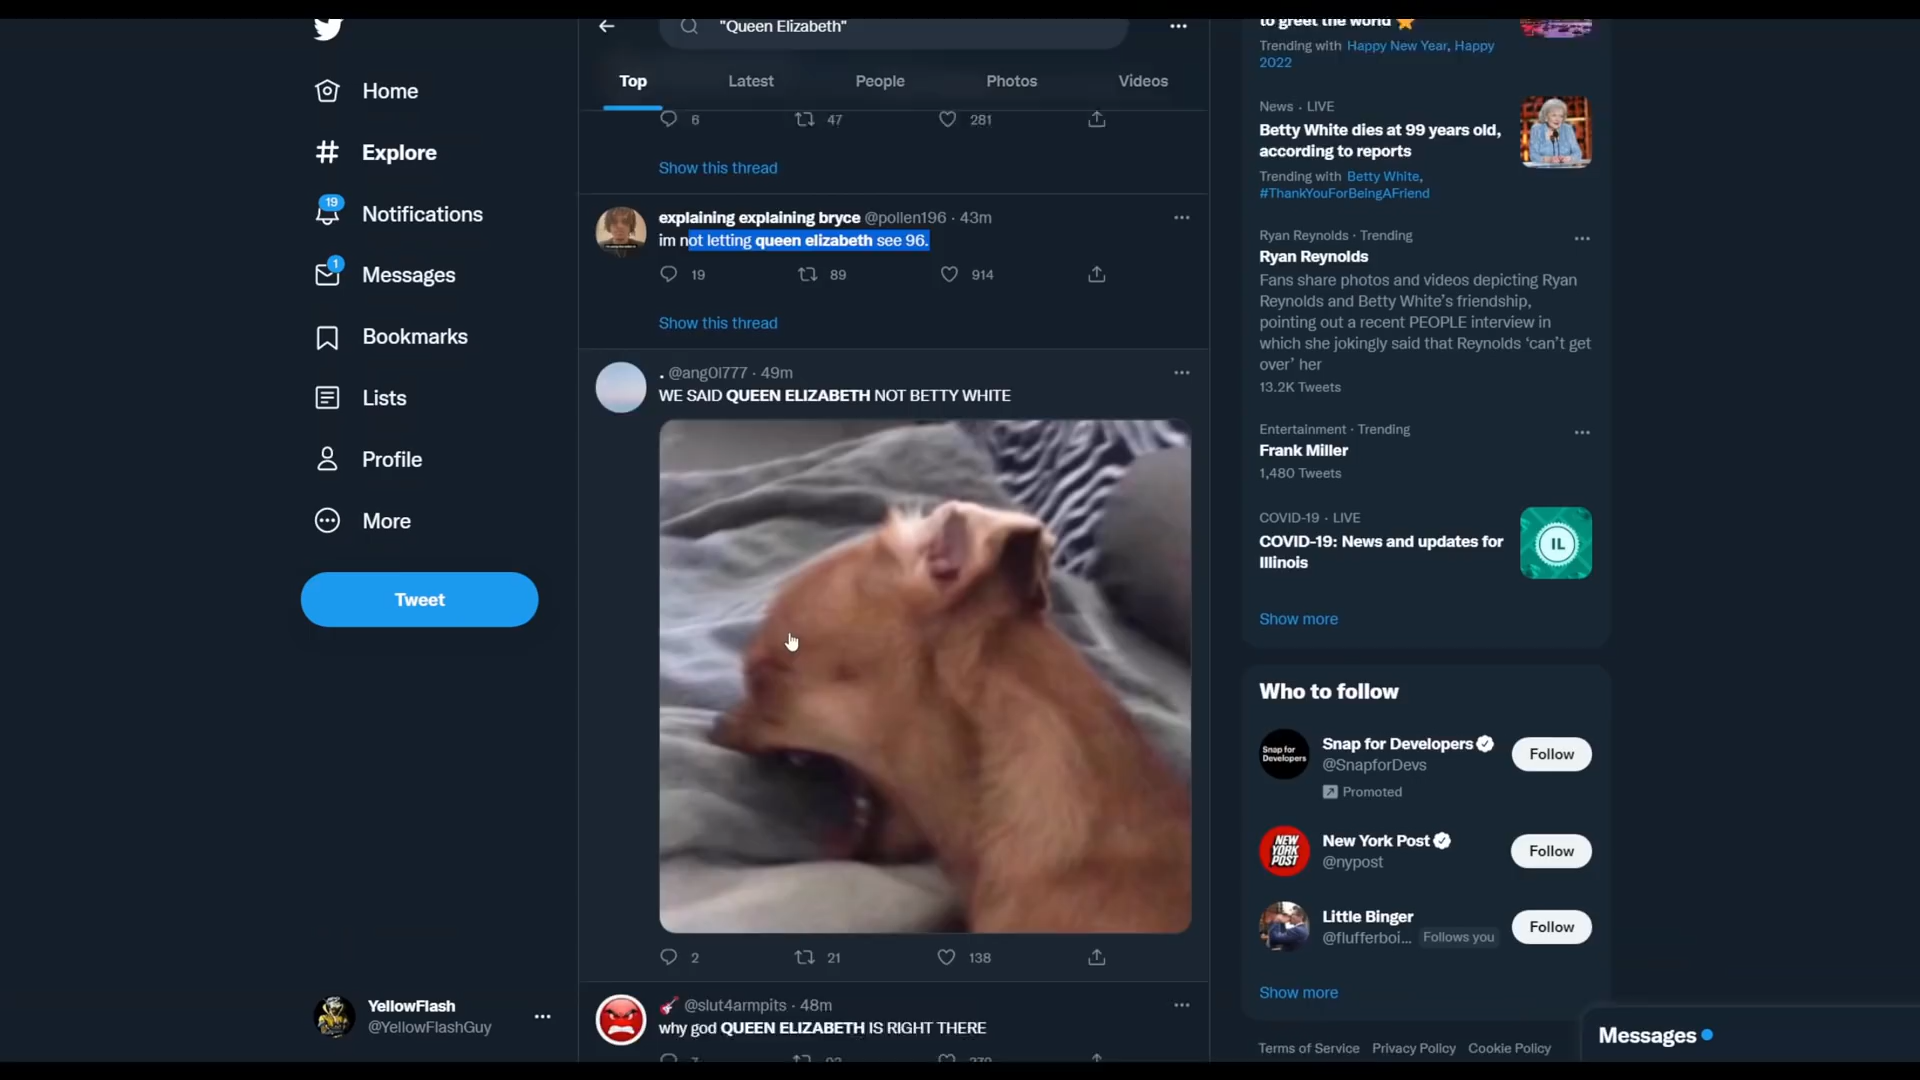 "Queen Elizabeth"
Top
Latest
People
Photos
Videos
Home
Explore
19
Notifications
1
Messages
Bookmarks
Lists
Profile
More
Tweet
YellowFlash
@YellowFlashGuy
6
47
281
Show this thread
explaining explaining bryce @pollen196 · 43m
im not letting queen elizabeth see 96.
19
89
914
Show this thread
. @ang0l777 · 49m
WE SAID QUEEN ELIZABETH NOT BETTY WHITE
2
21
138
@slut4armpits · 48m
why god QUEEN ELIZABETH IS RIGHT THERE
to greet the world
Trending with Happy New Year, Happy
2022
News · LIVE
Betty White dies at 99 years old,
according to reports
Trending with Betty White,
#ThankYouForBeingAFriend
Ryan Reynolds · Trending
Ryan Reynolds
Fans share photos and videos depicting Ryan
Reynolds and Betty White's friendship,
pointing out a recent PEOPLE interview in
which she jokingly said that Reynolds 'can't get
over' her
13.2K Tweets
Entertainment · Trending
Frank Miller
1,480 Tweets
COVID-19 · LIVE
COVID-19: News and updates for
Illinois
IL
Show more
Who to follow
Snap for
Developers
Snap for Developers
@SnapforDevs
Promoted
Follow
NEW
YORK
POST
New York Post
@nypost
Follow
Little Binger
@flufferboi... Follows you
Follow
Show more
Terms of Service Privacy Policy Cookie Policy
Messages